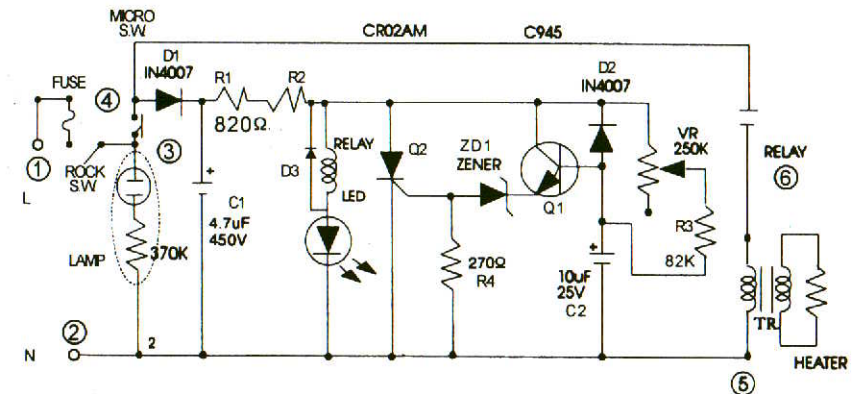 MICRO
S.W.
CR02AM
C945
D1
IN4007
R1
R2
820Ω
D2
IN4007
FUSE
④
③
①
L
ROCK
S.W.
RELAY
D3
LED
Q2
ZD1
ZENER
Q1
VR
250K
RELAY
⑥
C1
4.7uF
450V
LAMP
370K
270Ω
R4
10uF
25V
C2
R3
82K
TR.
N
②
2
⑤
HEATER